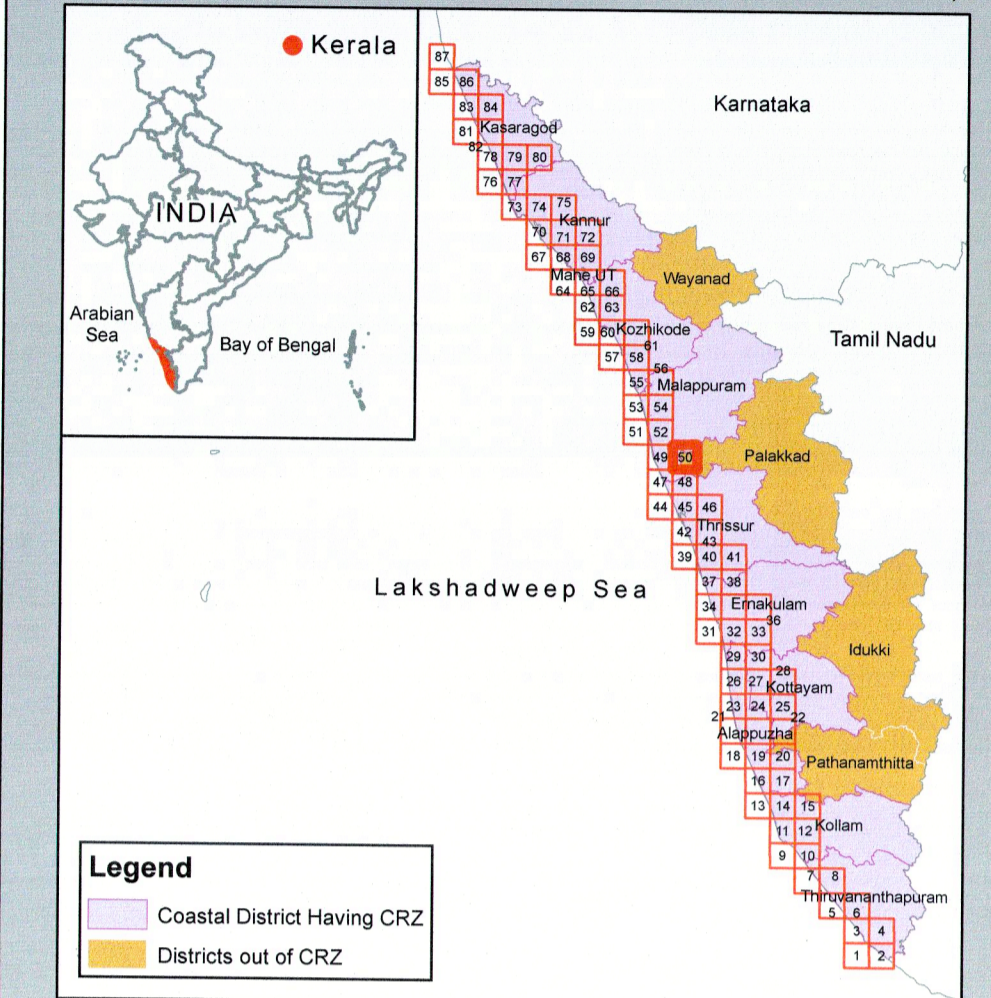 Kerala
INDIA
Arabian
Sea
Bay of Bengal
Karnataka
Tamil Nadu
Lakshadweep Sea
87
85 86
83 84
81 Kasaragod
82
78 79 80
76 77
73 74 75
Kannur
70 71 72
67 68 69
Mahe UT
64 65 66
Wayanad
62 63
59 60 Kozhikode
61
57 58
56
55 Malappuram
53 54
51 52
49 50 Palakkad
47 48
44 45 46
42 Thrissur
43
39 40 41
37 38
34 Ernakulam
36
31 32 33
Idukki
29 30
28
26 27 Kottayam
23 24 25
21 22
Alappuzha
18 19 20
Pathanamthitta
16 17
13 14 15
11 12 Kollam
9 10
7 8
Thiruvananthapuram
5 6
3 4
1 2
Legend
Coastal District Having CRZ
Districts out of CRZ